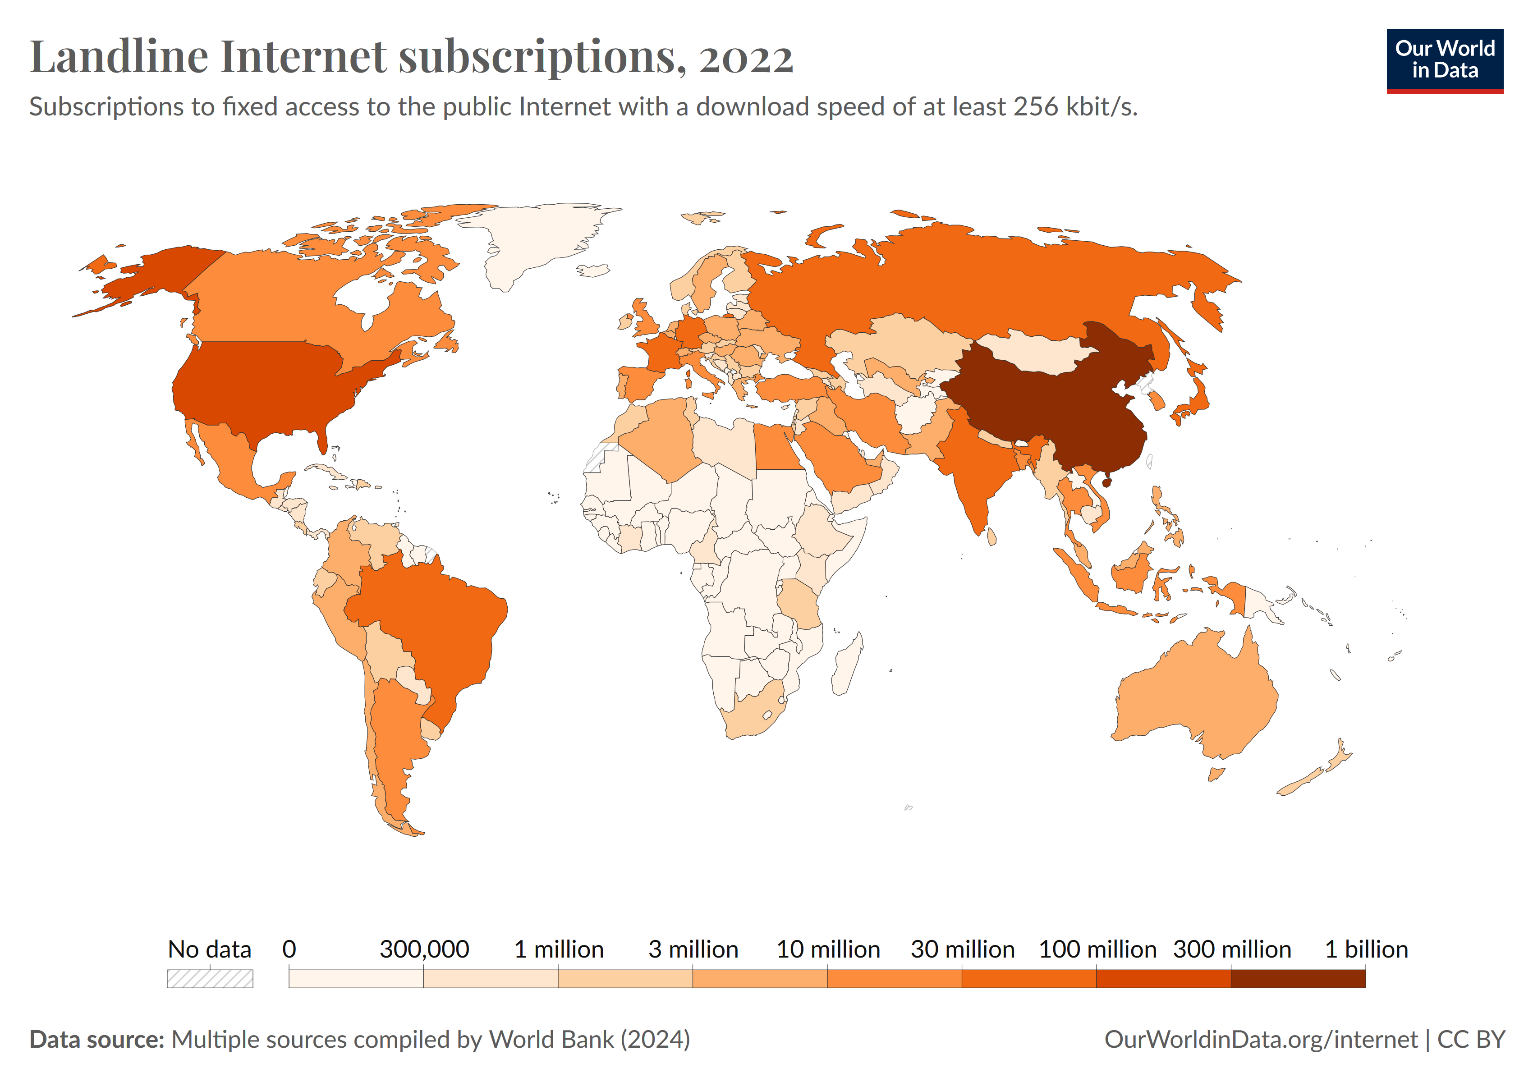 Landline Internet subscriptions, 2022
Our World
in Data
Subscriptions to fixed access to the public Internet with a download speed of at least 256 kbit/s.
No data 0 300,000 1 million 3 million 10 million 30 million 100 million 300 million 1 billion
Data source: Multiple sources compiled by World Bank (2024)
OurWorldinData.org/internet | CC BY